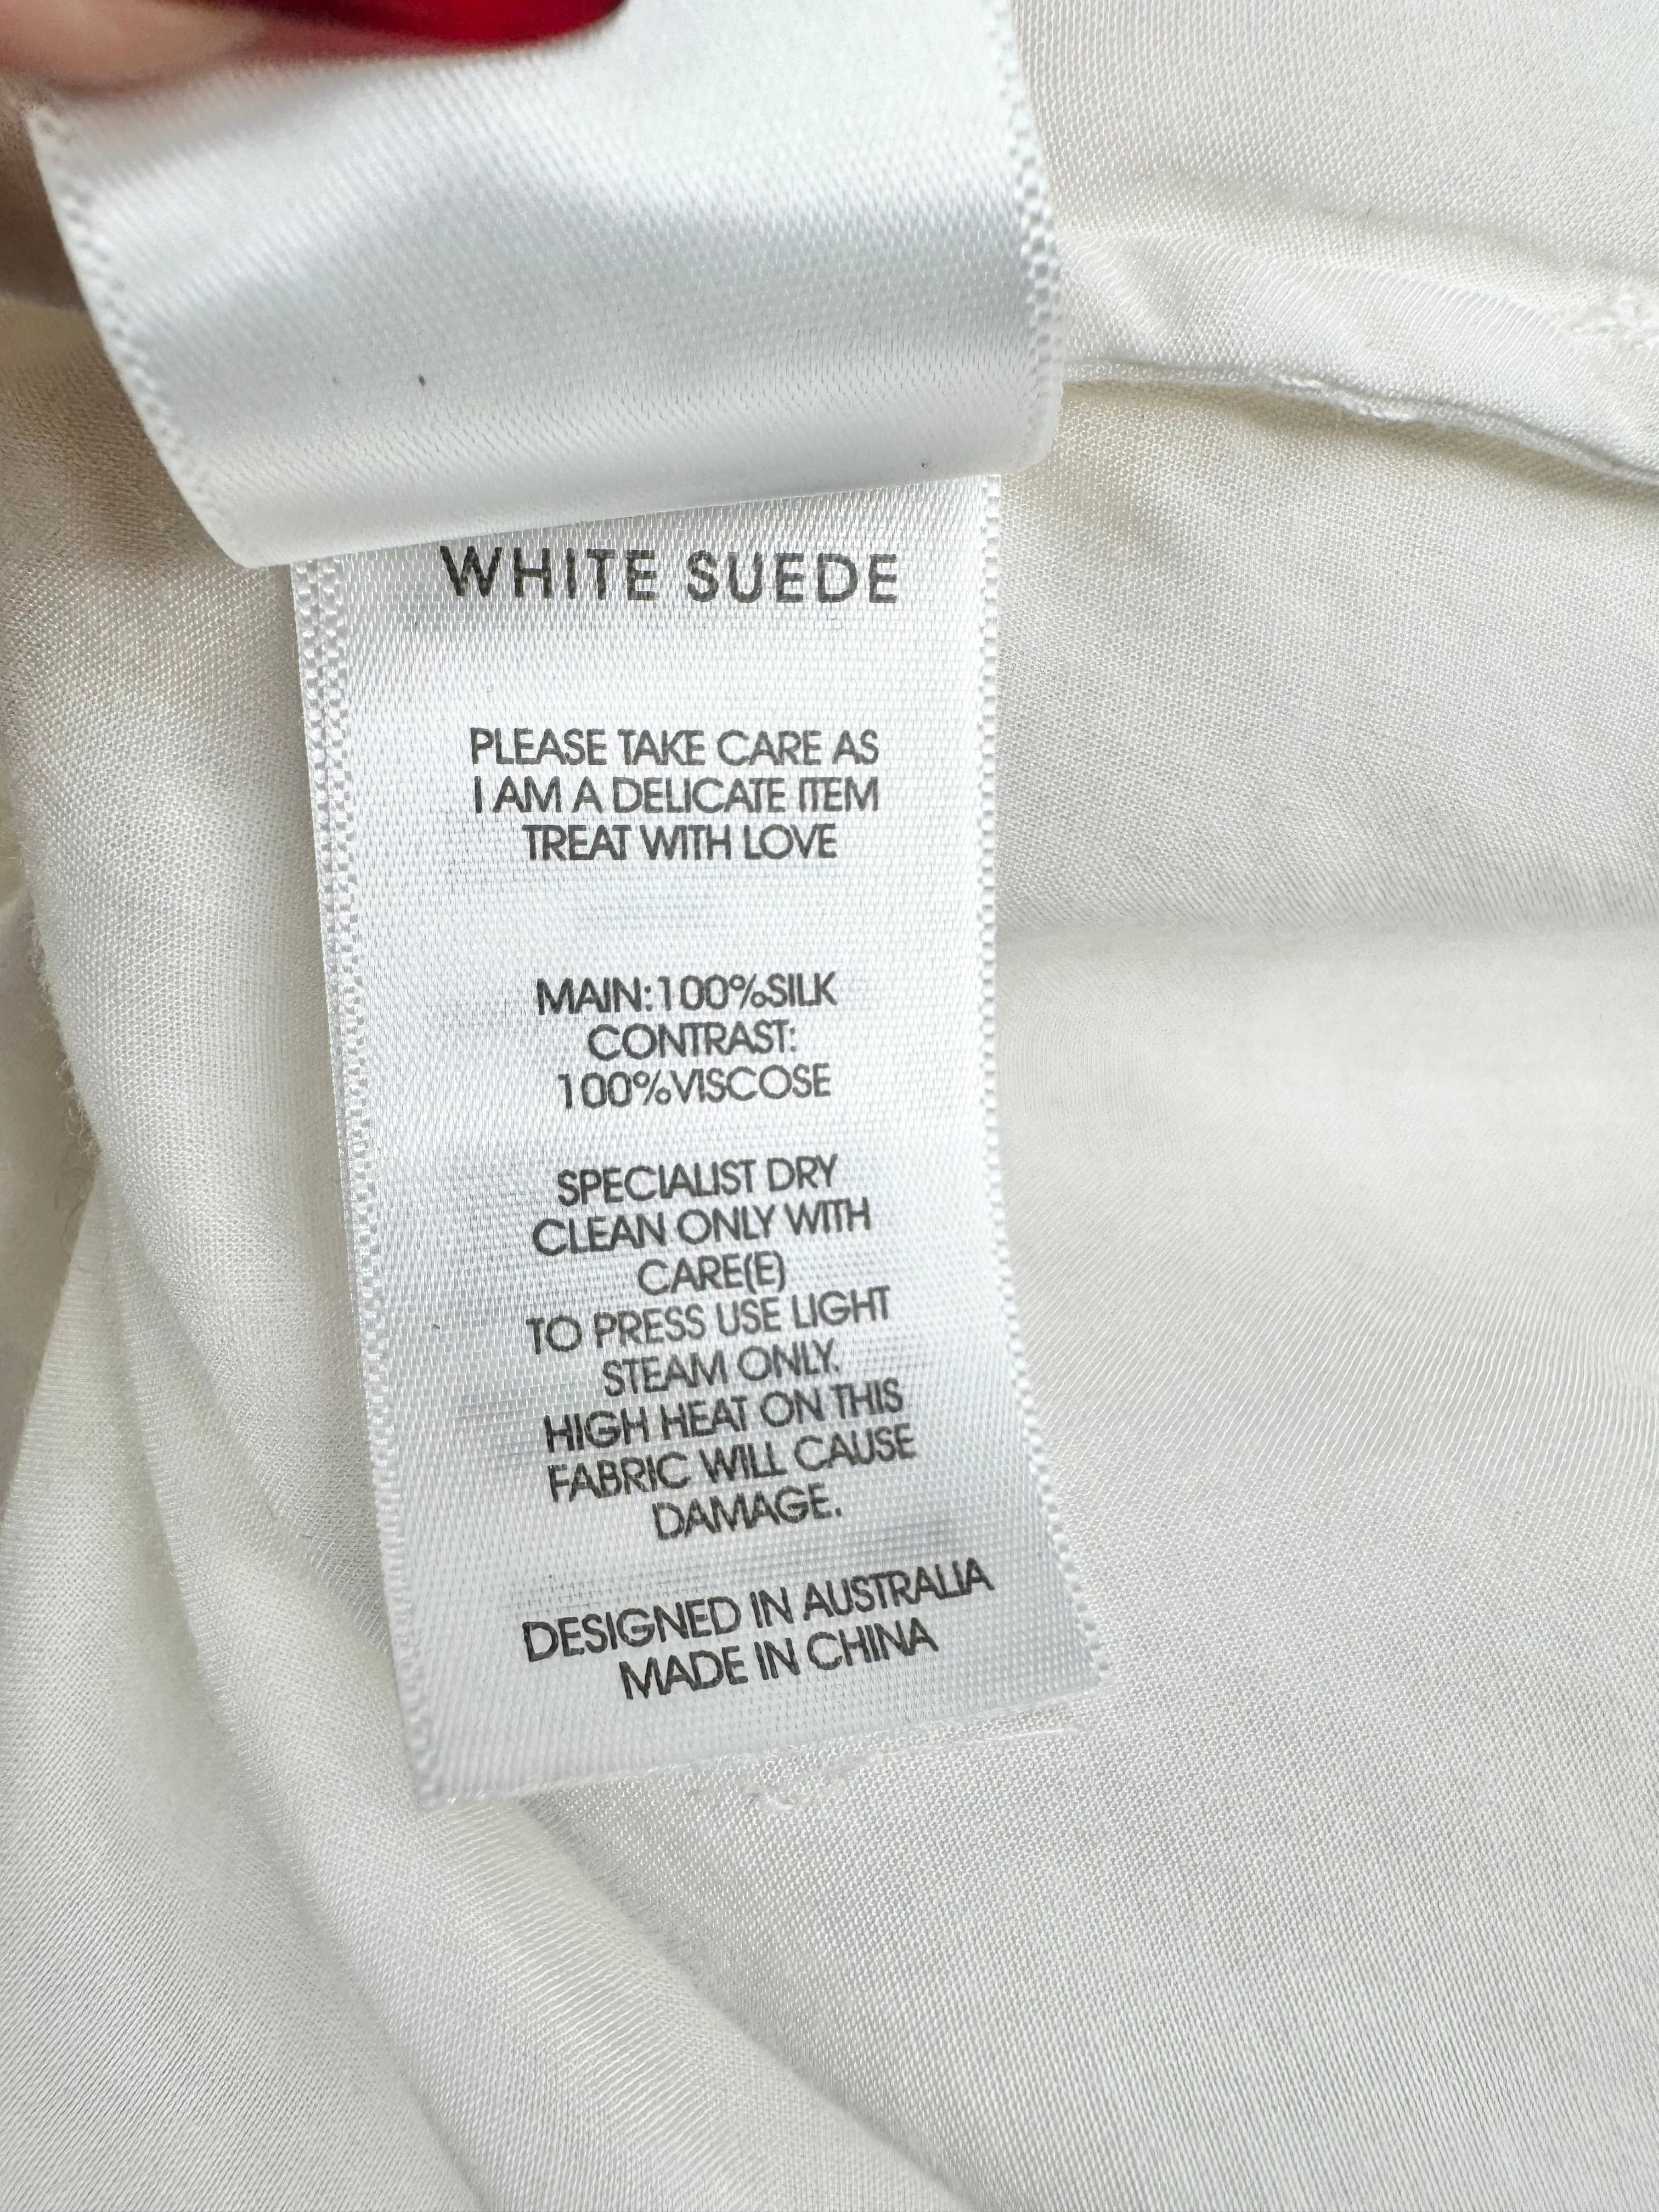 WHITE SUEDE
PLEASE TAKE CARE AS
I AM A DELICATE ITEM
TREAT WITH LOVE
MAIN:100%SILK
CONTRAST:
100%VISCOSE
SPECIALIST DRY
CLEAN ONLY WITH
CARE(E)
TO PRESS USE LIGHT
STEAM ONLY.
HIGH HEAT ON THIS
FABRIC WILL CAUSE
DAMAGE.
DESIGNED IN AUSTRALIA
MADE IN CHINA